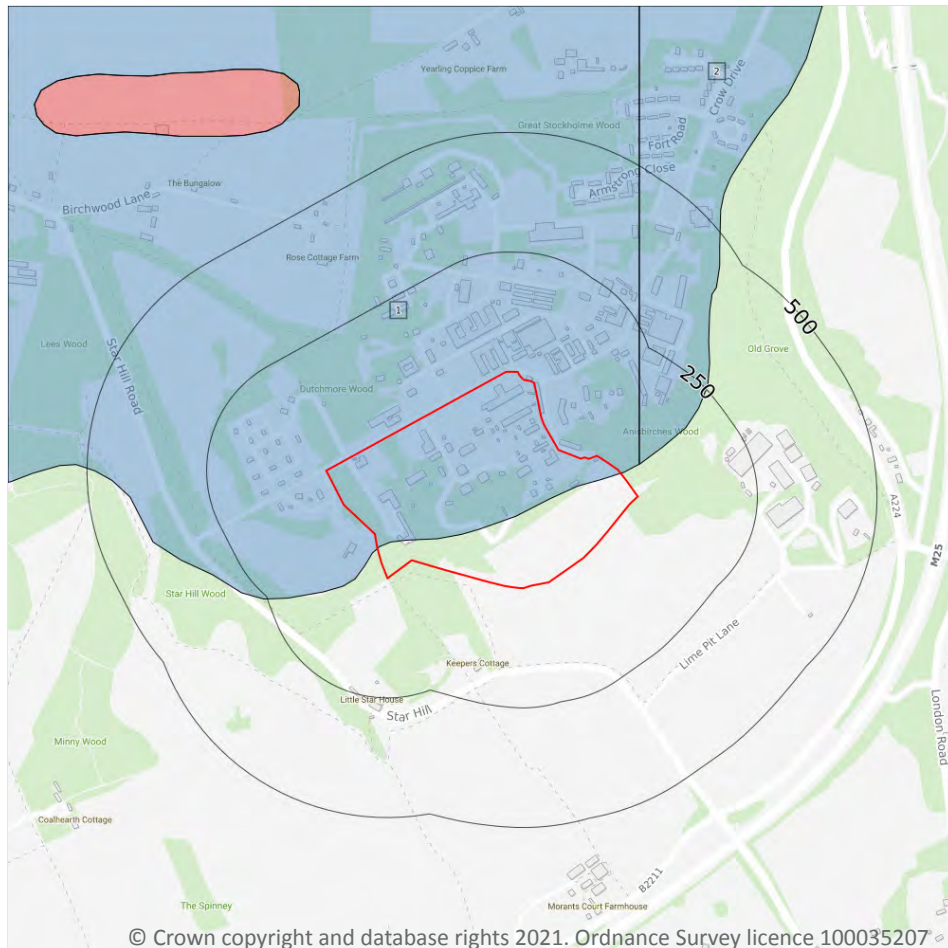 Yearling Coppice Farm
2
Crow Drive
Great Stockholme Wood
Fort Road
Armstrong Close
The Bungalow
Birchwood Lane
Rose Cottage Farm
1
500
Lees Wood
Star Hill Road
Old Grove
Dutchmore Wood
250
Anisbirches Wood
A224
M25
Star Hill Wood
Lime Pit Lane
Keepers Cottage
Little Star House
Star Hill
London Road
Minny Wood
Coalhearth Cottage
B2211
The Spinney
Morants Court Farmhouse
© Crown copyright and database rights 2021. Ordnance Survey licence 100035207